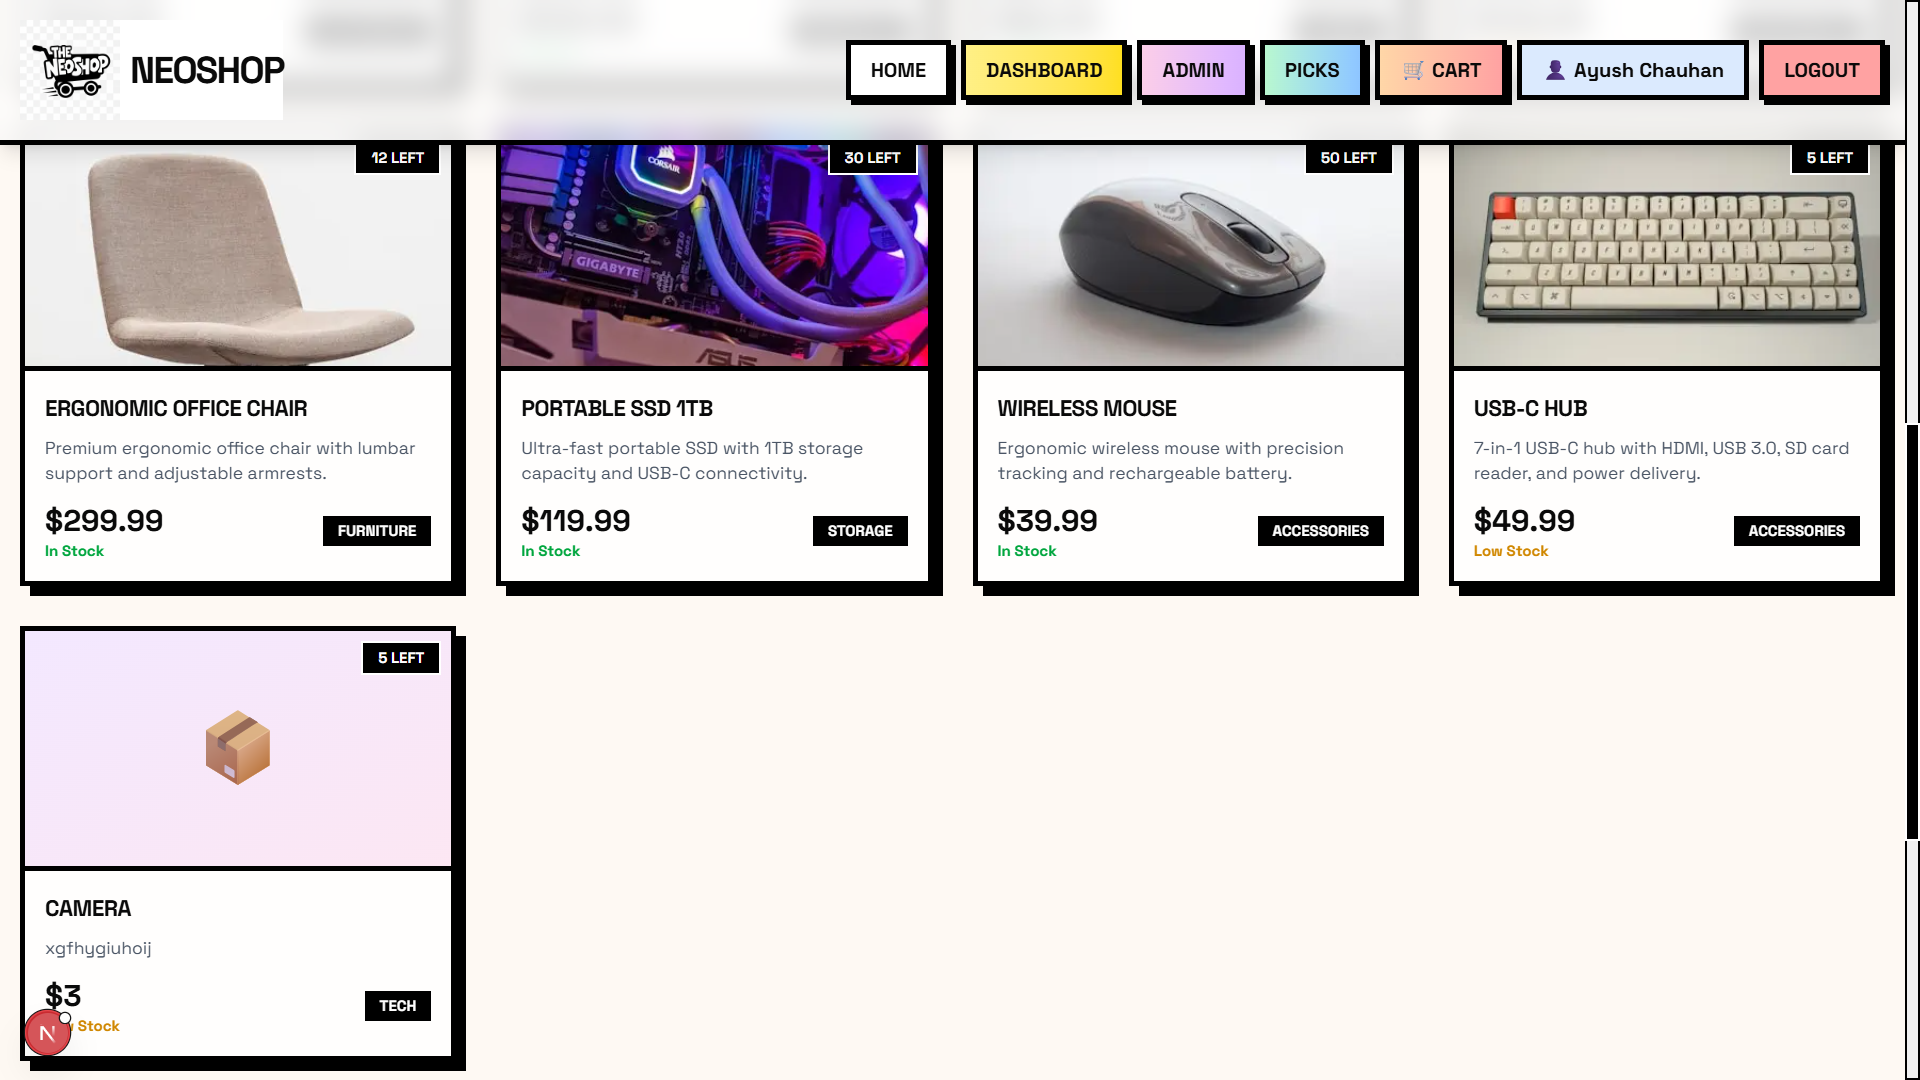 THE
NEOSHOP
NEOSHOP
HOME
DASHBOARD
ADMIN
PICKS
🛒 CART
👤 Ayush Chauhan
LOGOUT
12 LEFT
30 LEFT
50 LEFT
5 LEFT
CORSAIR
GIGABYTE
ERGONOMIC OFFICE CHAIR
Premium ergonomic office chair with lumbar
support and adjustable armrests.
$299.99
In Stock
FURNITURE
PORTABLE SSD 1TB
Ultra-fast portable SSD with 1TB storage
capacity and USB-C connectivity.
$119.99
In Stock
STORAGE
WIRELESS MOUSE
Ergonomic wireless mouse with precision
tracking and rechargeable battery.
$39.99
In Stock
ACCESSORIES
USB-C HUB
7-in-1 USB-C hub with HDMI, USB 3.0, SD card
reader, and power delivery.
$49.99
Low Stock
ACCESSORIES
5 LEFT
CAMERA
xgfhygiuhoij
$3
Stock
TECH
N